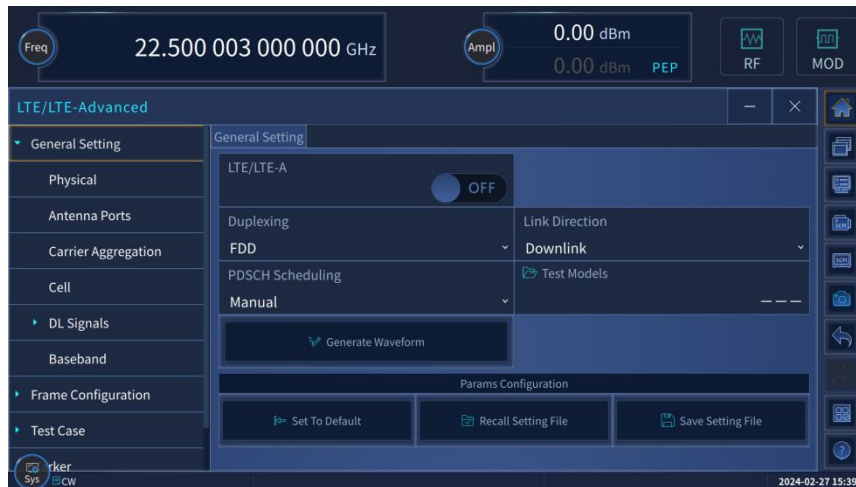 Freq
22.500 003 000 000 GHz
Ampl
0.00 dBm
0.00 dBm PEP
RF
MOD
LTE/LTE-Advanced
General Setting
Physical
Antenna Ports
Carrier Aggregation
Cell
DL Signals
Baseband
Frame Configuration
Test Case
rker
General Setting
LTE/LTE-A
OFF
Duplexing
FDD
Link Direction
Downlink
PDSCH Scheduling
Manual
Test Models
---
Generate Waveform
Params Configuration
Set To Default
Recall Setting File
Save Setting File
SCPI
Sys
CW
2024-02-27 15:39